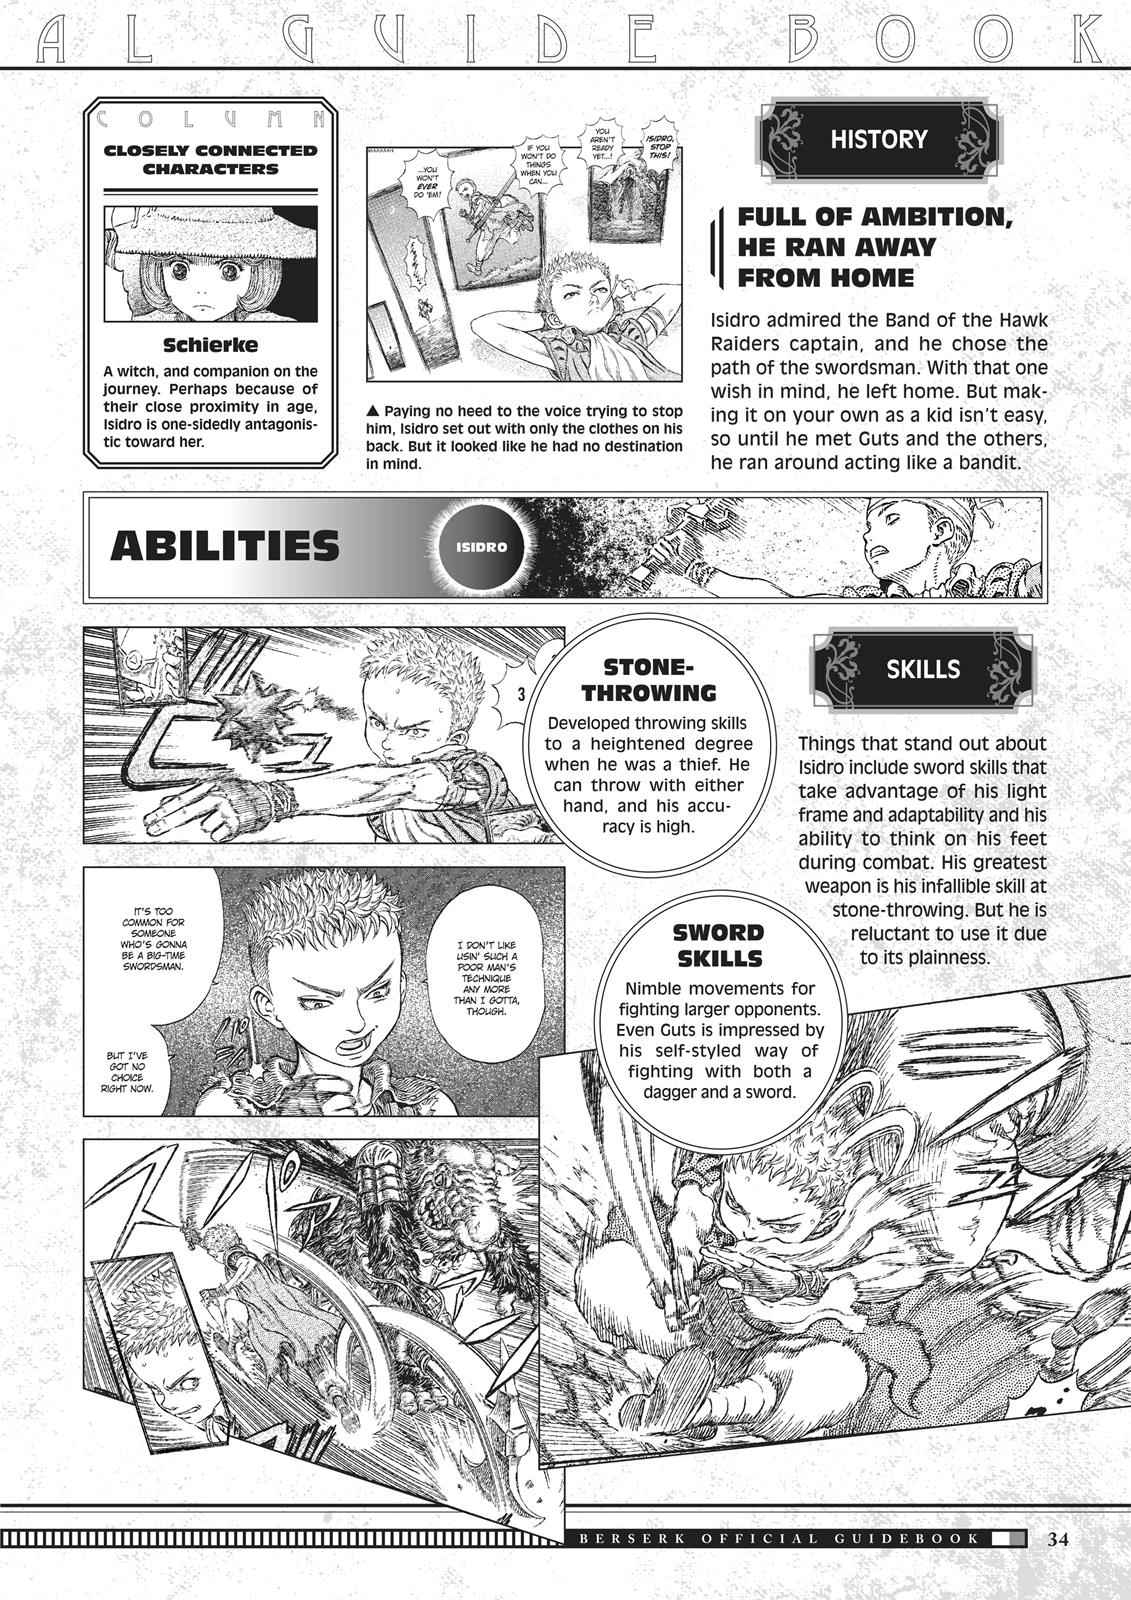 AL GUIDE BOOK
COLUMN
CLOSELY CONNECTED
CHARACTERS
Schierke
A witch, and companion on the
journey. Perhaps because of
their close proximity in age,
Isidro is one-sidedly antagonis-
tic toward her.
ISIDRO,
STOP
THIS!
YOU
AREN'T
READY
YET...!
IF YOU
WON'T DO
THINGS
WHEN YOU
CAN...
...YOU
WON'T
EVER
DO 'EM!
▲ Paying no heed to the voice trying to stop
him, Isidro set out with only the clothes on his
back. But it looked like he had no destination
in mind.
HISTORY
FULL OF AMBITION,
HE RAN AWAY
FROM HOME
Isidro admired the Band of the Hawk
Raiders captain, and he chose the
path of the swordsman. With that one
wish in mind, he left home. But mak-
ing it on your own as a kid isn't easy,
so until he met Guts and the others,
he ran around acting like a bandit.
ABILITIES
ISIDRO
3
STONE-
THROWING
Developed throwing skills
to a heightened degree
when he was a thief. He
can throw with either
hand, and his accu-
racy is high.
SKILLS
Things that stand out about
Isidro include sword skills that
take advantage of his light
frame and adaptability and his
ability to think on his feet
during combat. His greatest
weapon is his infallible skill at
stone-throwing. But he is
reluctant to use it due
to its plainness.
I DON'T LIKE
USIN' SUCH A
POOR MAN'S
TECHNIQUE
ANY MORE
THAN I GOTTA,
THOUGH.
IT'S TOO
COMMON FOR
SOMEONE
WHO'S GONNA
BE A BIG-TIME
SWORDSMAN.
BUT I'VE
GOT NO
CHOICE
RIGHT NOW.
SWORD
SKILLS
Nimble movements for
fighting larger opponents.
Even Guts is impressed by
his self-styled way of
fighting with both a
dagger and a sword.
BERSERK OFFICIAL GUIDEBOOK
34